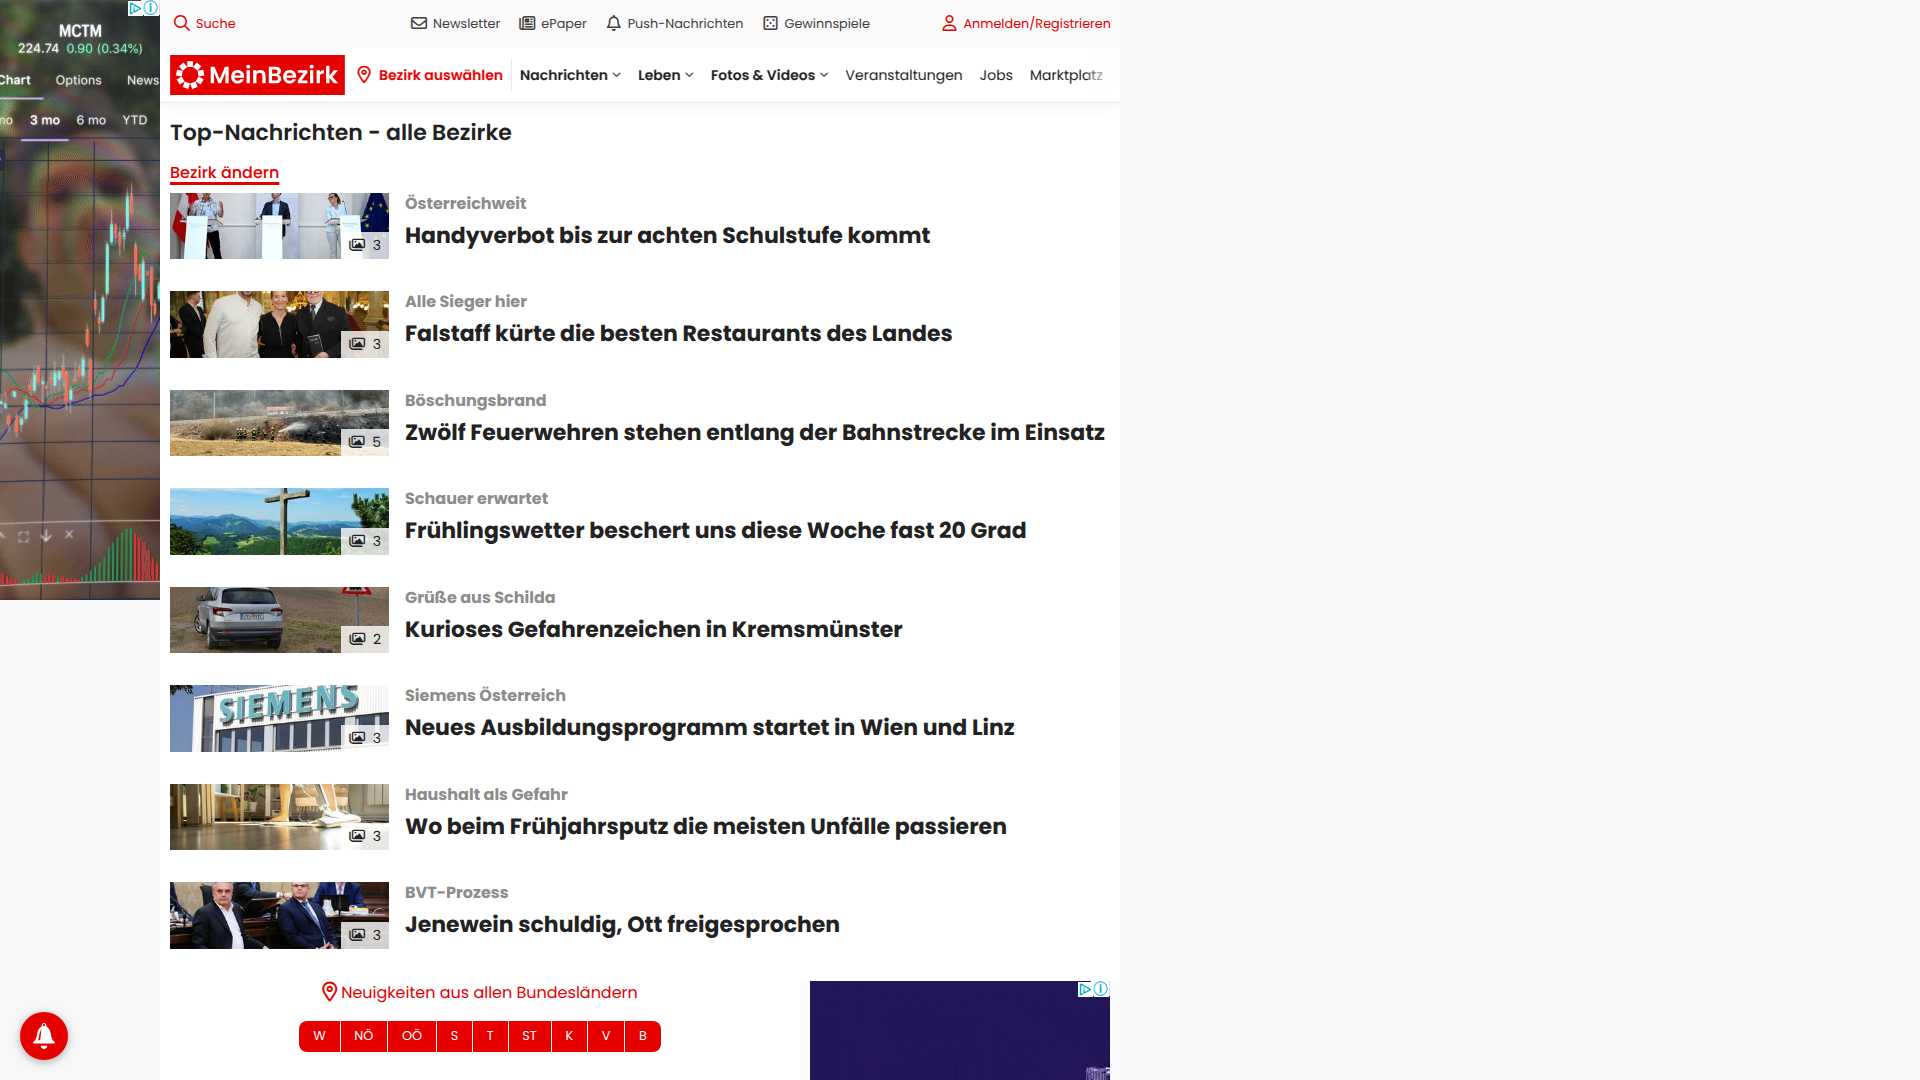 MCTM
224.74 0.90 (0.34%)
Chart Options News
mo 3 mo 6 mo YTD
Suche
Newsletter ePaper Push-Nachrichten Gewinnspiele
Anmelden/Registrieren
MeinBezirk
Bezirk auswählen
Nachrichten Leben Fotos & Videos Veranstaltungen Jobs Marktplatz
Top-Nachrichten - alle Bezirke
Bezirk ändern
3
Österreichweit
Handyverbot bis zur achten Schulstufe kommt
3
Alle Sieger hier
Falstaff kürte die besten Restaurants des Landes
5
Böschungsbrand
Zwölf Feuerwehren stehen entlang der Bahnstrecke im Einsatz
3
Schauer erwartet
Frühlingswetter beschert uns diese Woche fast 20 Grad
2
Grüße aus Schilda
Kurioses Gefahrenzeichen in Kremsmünster
SIEMENS
3
Siemens Österreich
Neues Ausbildungsprogramm startet in Wien und Linz
3
Haushalt als Gefahr
Wo beim Frühjahrsputz die meisten Unfälle passieren
3
BVT-Prozess
Jenewein schuldig, Ott freigesprochen
Neuigkeiten aus allen Bundesländern
W NÖ OÖ S T ST K V B